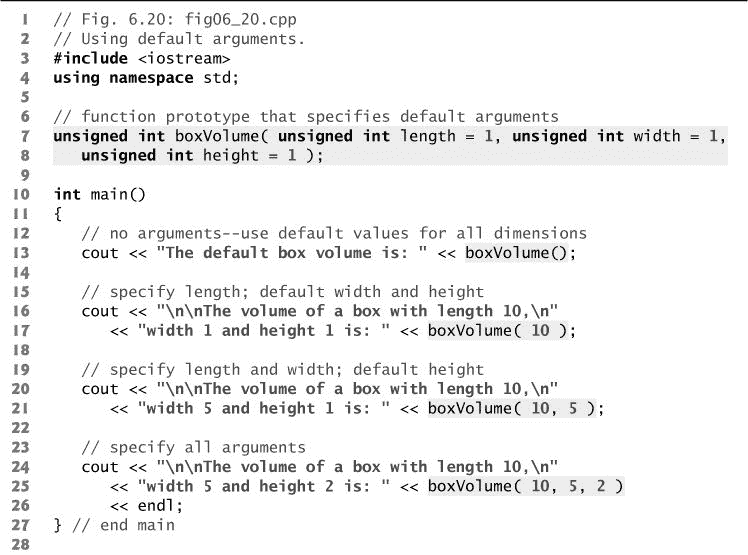 1 // Fig. 6.20: fig06_20.cpp
2 // Using default arguments.
3 #include <iostream>
4 using namespace std;
5
6 // function prototype that specifies default arguments
7 unsigned int boxVolume( unsigned int length = 1, unsigned int width = 1,
8 unsigned int height = 1 );
9
10 int main()
11 {
12 // no arguments--use default values for all dimensions
13 cout << "The default box volume is: " << boxVolume();
14
15 // specify length; default width and height
16 cout << "\n\nThe volume of a box with length 10,\n"
17 << "width 1 and height 1 is: " << boxVolume( 10 );
18
19 // specify length and width; default height
20 cout << "\n\nThe volume of a box with length 10,\n"
21 << "width 5 and height 1 is: " << boxVolume( 10, 5 );
22
23 // specify all arguments
24 cout << "\n\nThe volume of a box with length 10,\n"
25 << "width 5 and height 2 is: " << boxVolume( 10, 5, 2 )
26 << endl;
27 } // end main
28